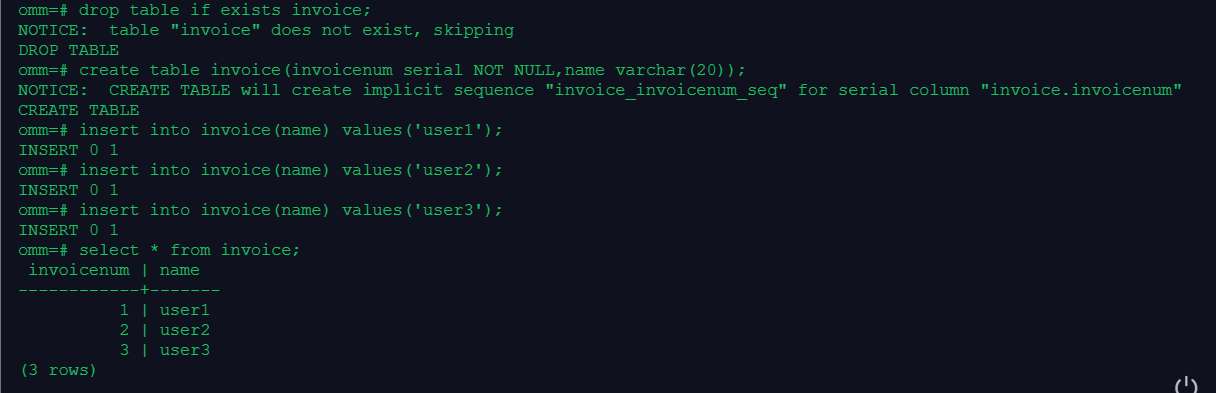 omm=# drop table if exists invoice;
NOTICE:  table "invoice" does not exist, skipping
DROP TABLE
omm=# create table invoice(invoicenum serial NOT NULL,name varchar(20));
NOTICE:  CREATE TABLE will create implicit sequence "invoice_invoicenum_seq" for serial column "invoice.invoicenum"
CREATE TABLE
omm=# insert into invoice(name) values('user1');
INSERT 0 1
omm=# insert into invoice(name) values('user2');
INSERT 0 1
omm=# insert into invoice(name) values('user3');
INSERT 0 1
omm=# select * from invoice;
 invoicenum | name
------------+-------
          1 | user1
          2 | user2
          3 | user3
(3 rows)